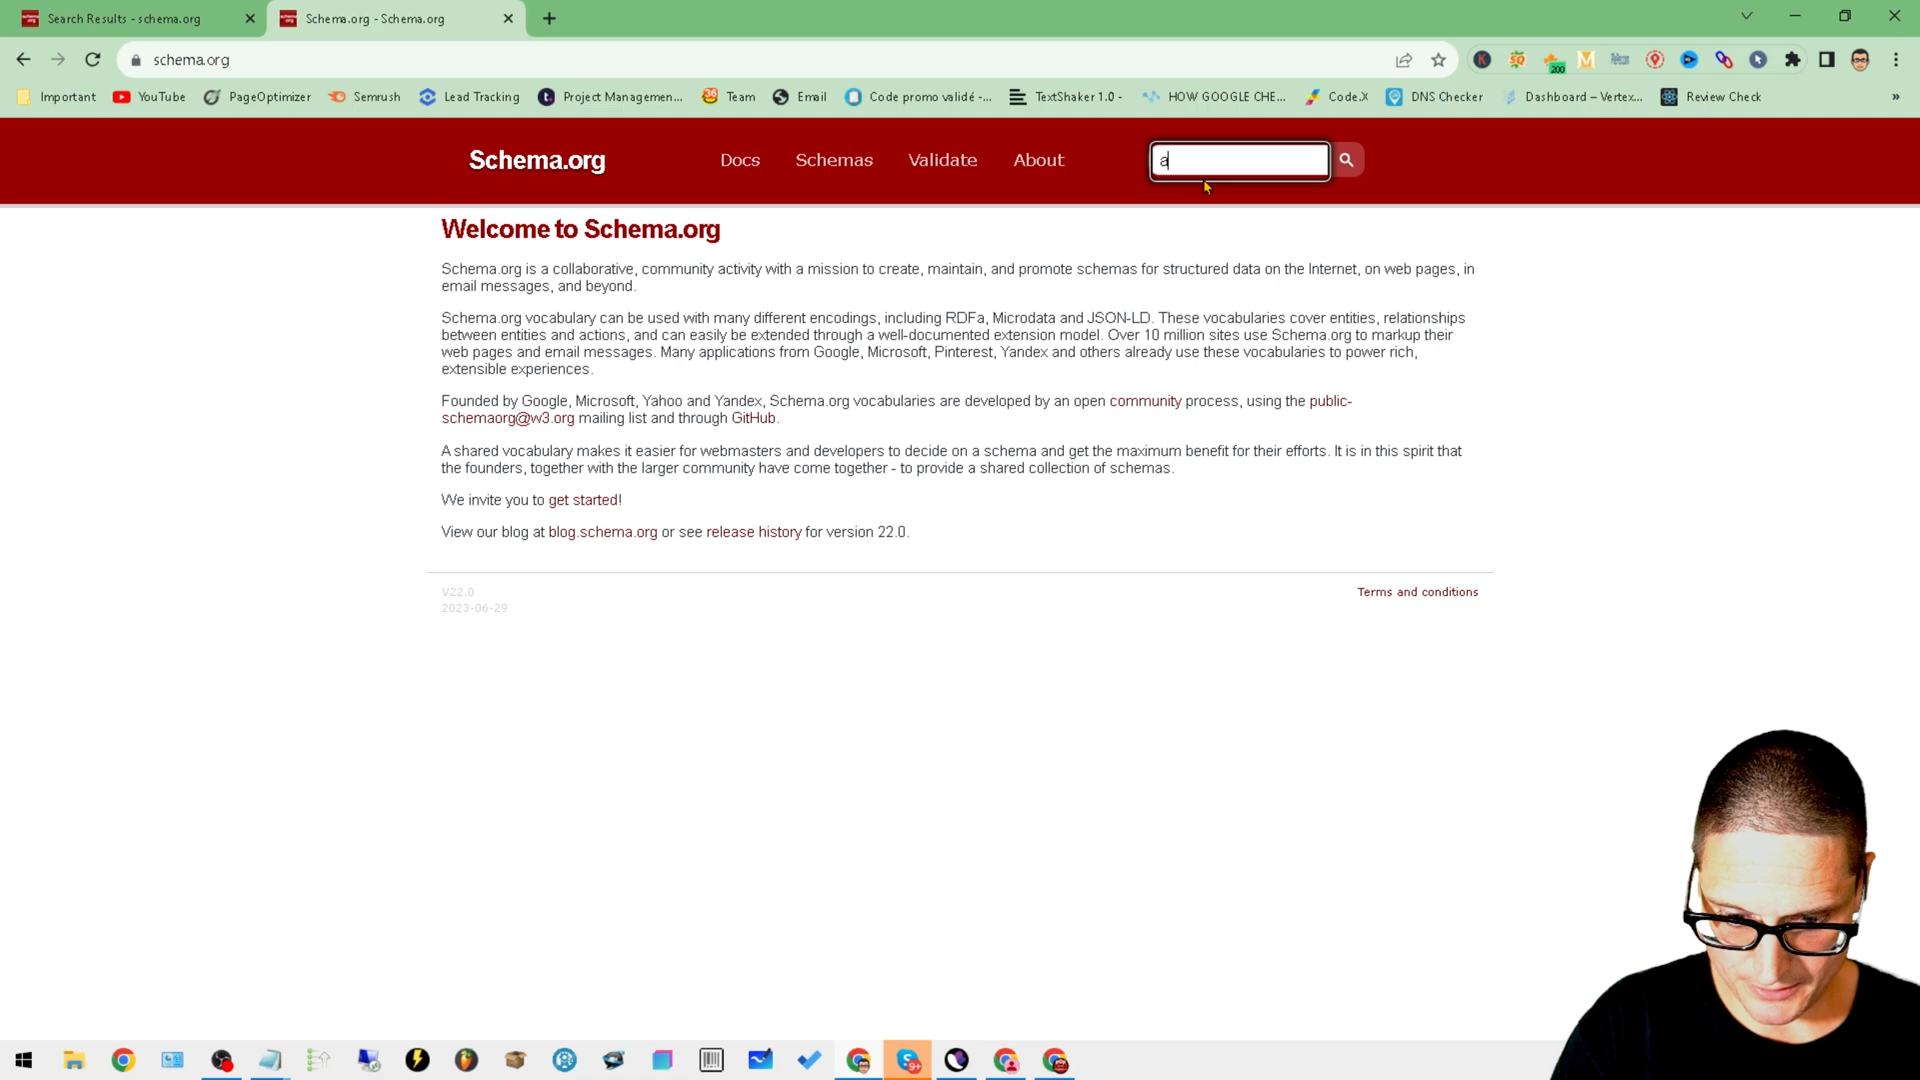 Search Results - schema.org
Schema.org - Schema.org
schema.org
200
Important
YouTube
PageOptimizer
Semrush
Lead Tracking
Project Managemen...
36
Team
Email
Code promo validé -...
TextShaker 1.0 -
HOW GOOGLE CHE...
Code.X
DNS Checker
Dashboard – Vertex...
Review Check
»
Schema.org
Docs
Schemas
Validate
About
a
Welcome to Schema.org
Schema.org is a collaborative, community activity with a mission to create, maintain, and promote schemas for structured data on the Internet, on web pages, in
email messages, and beyond.
Schema.org vocabulary can be used with many different encodings, including RDFa, Microdata and JSON-LD. These vocabularies cover entities, relationships
between entities and actions, and can easily be extended through a well-documented extension model. Over 10 million sites use Schema.org to markup their
web pages and email messages. Many applications from Google, Microsoft, Pinterest, Yandex and others already use these vocabularies to power rich,
extensible experiences.
Founded by Google, Microsoft, Yahoo and Yandex, Schema.org vocabularies are developed by an open community process, using the public-
schemaorg@w3.org mailing list and through GitHub.
A shared vocabulary makes it easier for webmasters and developers to decide on a schema and get the maximum benefit for their efforts. It is in this spirit that
the founders, together with the larger community have come together - to provide a shared collection of schemas.
We invite you to get started!
View our blog at blog.schema.org or see release history for version 22.0.
V22.0
2023-06-29
Terms and conditions
9+